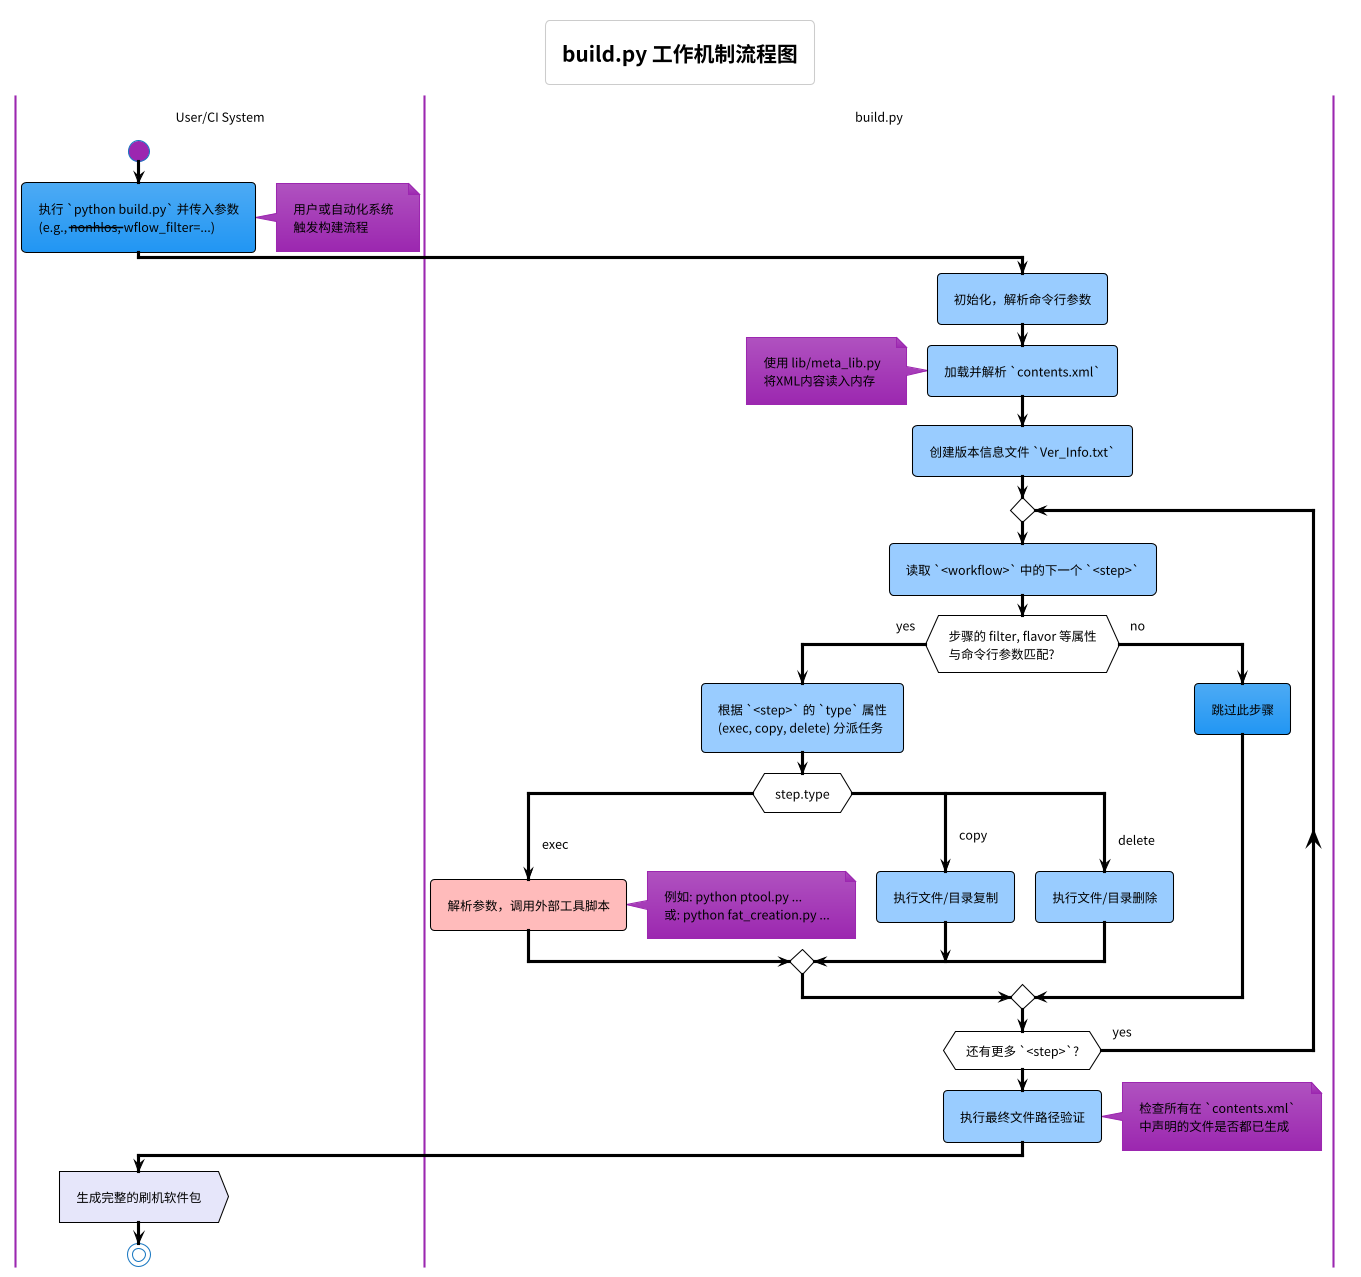 build.py 工作机制流程图
User/CI System
build.py
执行 `python build.py` 并传入参数
(e.g., nonhlos, wflow_filter=...)
用户或自动化系统
触发构建流程
初始化，解析命令行参数
使用 lib/meta_lib.py
将XML内容读入内存
加载并解析 `contents.xml`
创建版本信息文件 `Ver_Info.txt`
读取 `<workflow>` 中的下一个 `<step>`
yes
步骤的 filter, flavor 等属性
与命令行参数匹配?
no
根据 `<step>` 的 `type` 属性
(exec, copy, delete) 分派任务
跳过此步骤
step.type
exec
copy
delete
解析参数，调用外部工具脚本
例如: python ptool.py ...
或: python fat_creation.py ...
执行文件/目录复制
执行文件/目录删除
还有更多 `<step>`?
yes
执行最终文件路径验证
检查所有在 `contents.xml`
中声明的文件是否都已生成
生成完整的刷机软件包